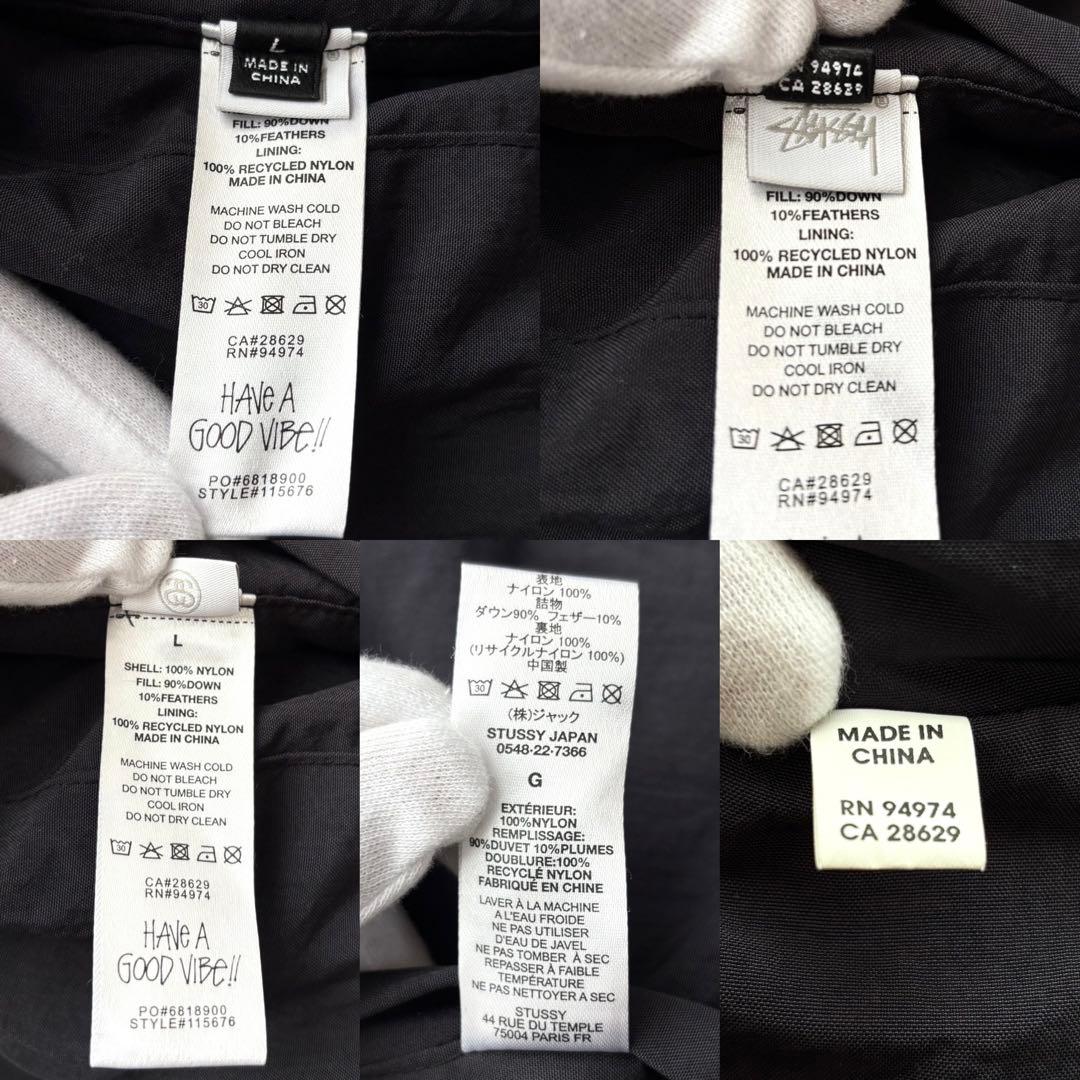 L
MADE IN
CHINA
FILL: 90%DOWN
10%FEATHERS
LINING:
100% RECYCLED NYLON
MADE IN CHINA
MACHINE WASH COLD
DO NOT BLEACH
DO NOT TUMBLE DRY
COOL IRON
DO NOT DRY CLEAN
30
CA#28629
RN#94974
HAVE A
GOOD VIBE!!
PO#6818900
STYLE#115676
RN 94974
CA 28629
STÜSSY
®
FILL: 90%DOWN
10%FEATHERS
LINING:
100% RECYCLED NYLON
MADE IN CHINA
MACHINE WASH COLD
DO NOT BLEACH
DO NOT TUMBLE DRY
COOL IRON
DO NOT DRY CLEAN
30
CA#28629
RN#94974
L
SHELL: 100% NYLON
FILL: 90%DOWN
10%FEATHERS
LINING:
100% RECYCLED NYLON
MADE IN CHINA
MACHINE WASH COLD
DO NOT BLEACH
DO NOT TUMBLE DRY
COOL IRON
DO NOT DRY CLEAN
30
CA#28629
RN#94974
HAVE A
GOOD VIBE!!
PO#6818900
STYLE#115676
表地
ナイロン 100%
詰物
ダウン90% フェザー10%
裏地
ナイロン 100%
(リサイクルナイロン 100%)
中国製
30
(株)ジャック
STUSSY JAPAN
0548-22-7366
G
EXTÉRIEUR:
100%NYLON
REMPLISSAGE:
90%DUVET 10%PLUMES
DOUBLURE:100%
RECYCLÉ NYLON
FABRIQUÉ EN CHINE
LAVER À LA MACHINE
A L'EAU FROIDE
NE PAS UTILISER
D'EAU DE JAVEL
NE PAS TOMBER À SEC
REPASSER À FAIBLE
TEMPÉRATURE
NE PAS NETTOYER A SEC
STUSSY
44 RUE DU TEMPLE
75004 PARIS FR
MADE IN
CHINA
RN 94974
CA 28629